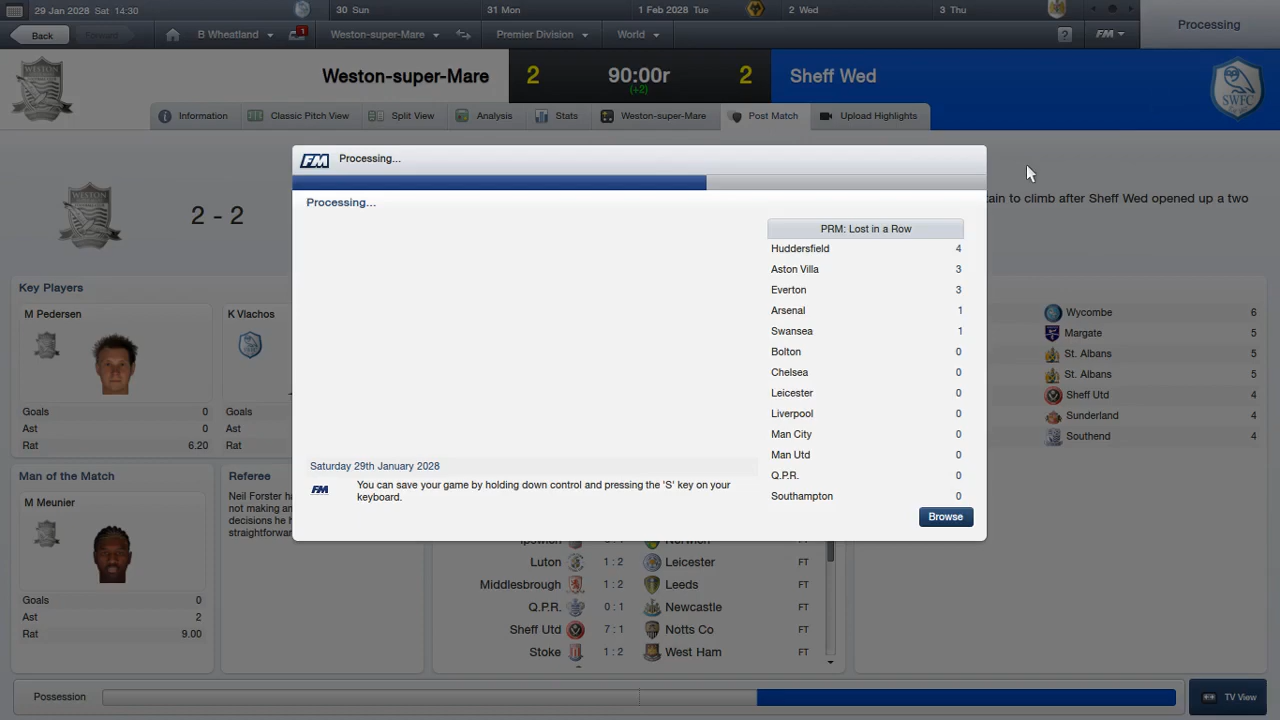 29 Jan 2028 Sat 14:30
30 Sun
31 Mon
1 Feb 2028 Tue
2 Wed
3 Thu
Processing
Back
Forward
B Wheatland
1
Weston-super-Mare
Premier Division
World
?
FM
Weston-super-Mare
2
90:00r
(+2)
2
Sheff Wed
SWFC
Information
Classic Pitch View
Split View
Analysis
Stats
Weston-super-Mare
Post Match
Upload Highlights
FM Processing...
Processing...
2 - 2
tain to climb after Sheff Wed opened up a two
PRM: Lost in a Row
Huddersfield 4
Aston Villa 3
Everton 3
Arsenal 1
Swansea 1
Bolton 0
Chelsea 0
Leicester 0
Liverpool 0
Man City 0
Man Utd 0
Q.P.R. 0
Southampton 0
Browse
Saturday 29th January 2028
FM You can save your game by holding down control and pressing the 'S' key on your
keyboard.
Key Players
M Pedersen
K Vlachos
Goals 0
Ast 0
Rat 6.20
Goals
Ast
Rat
Wycombe 6
Margate 5
St. Albans 5
St. Albans 5
Sheff Utd 4
Sunderland 4
Southend 4
Man of the Match
M Meunier
Goals 0
Ast 2
Rat 9.00
Referee
Neil Forster ha
not making an
decisions he h
straightforwar
Luton 1 : 2 Leicester FT
Middlesbrough 1 : 2 Leeds FT
Q.P.R. 0 : 1 Newcastle FT
Sheff Utd 7 : 1 Notts Co FT
Stoke 1 : 2 West Ham FT
Possession
TV View